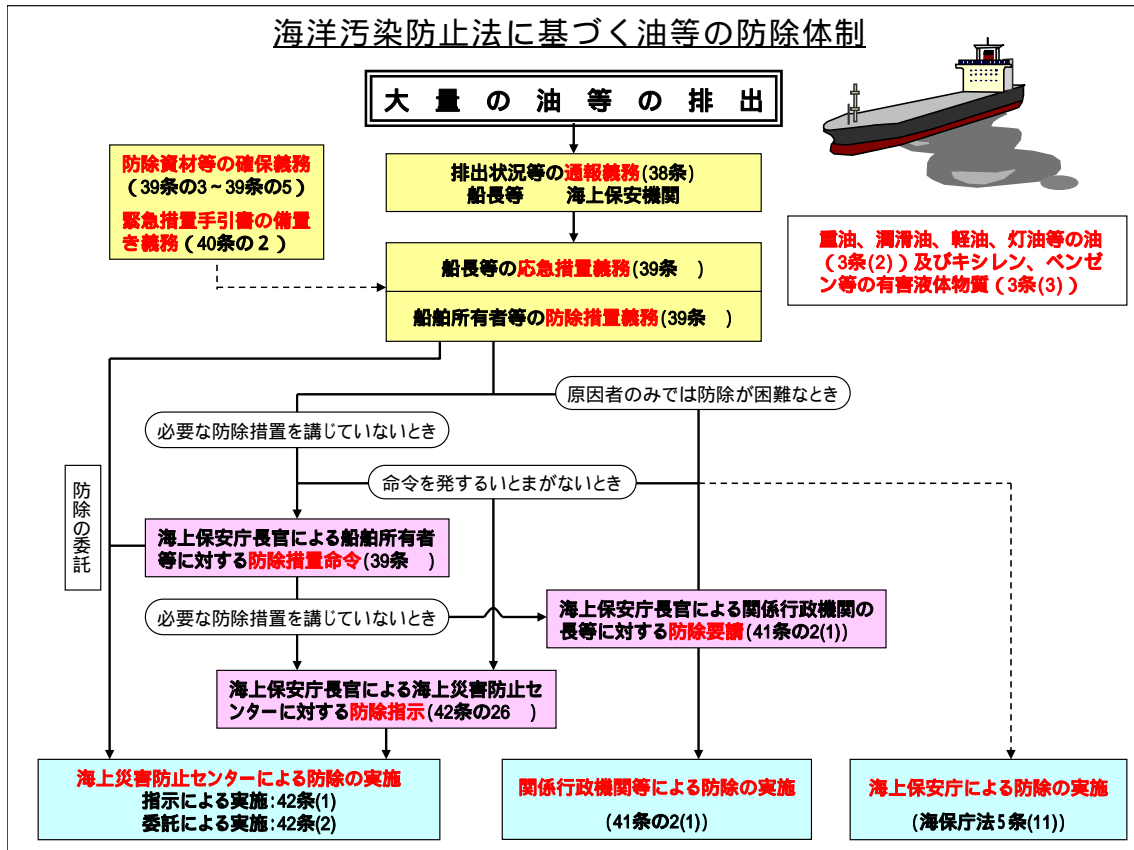 海洋汚染防止法に基づく油等の防除体制
大量の油等の排出
防除資材等の確保義務
(39条の3~39条の5)
緊急措置手引書の備置
き義務(40条の2)
排出状況等の通報義務(38条)
船長等 海上保安機関
船長等の応急措置義務(39条 )
船舶所有者等の防除措置義務(39条 )
重油、潤滑油、軽油、灯油等の油
(3条(2))及びキシレン、ベンゼ
ン等の有害液体物質(3条(3))
原因者のみでは防除が困難なとき
必要な防除措置を講じていないとき
命令を発するいとまがないとき
防除の委託
海上保安庁長官による船舶所有者
等に対する防除措置命令(39条 )
必要な防除措置を講じていないとき
海上保安庁長官による関係行政機関の
長等に対する防除要請(41条の2(1))
海上保安庁長官による海上災害防止セ
ンターに対する防除指示(42条の26 )
海上災害防止センターによる防除の実施
指示による実施:42条(1)
委託による実施:42条(2)
関係行政機関等による防除の実施
(41条の2(1))
海上保安庁による防除の実施
(海保庁法5条(11))